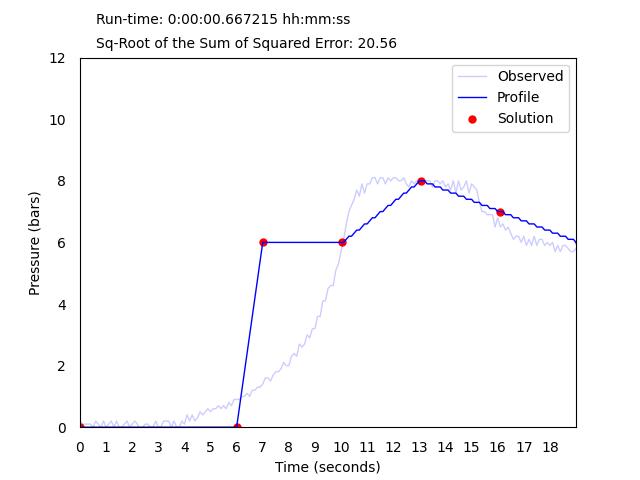 Run-time: 0:00:00.667215 hh:mm:ss
Sq-Root of the Sum of Squared Error: 20.56
12
10
8
6
4
2
0
Pressure (bars)
Observed
Profile
Solution
0 1 2 3 4 5 6 7 8 9 10 11 12 13 14 15 16 17 18
Time (seconds)